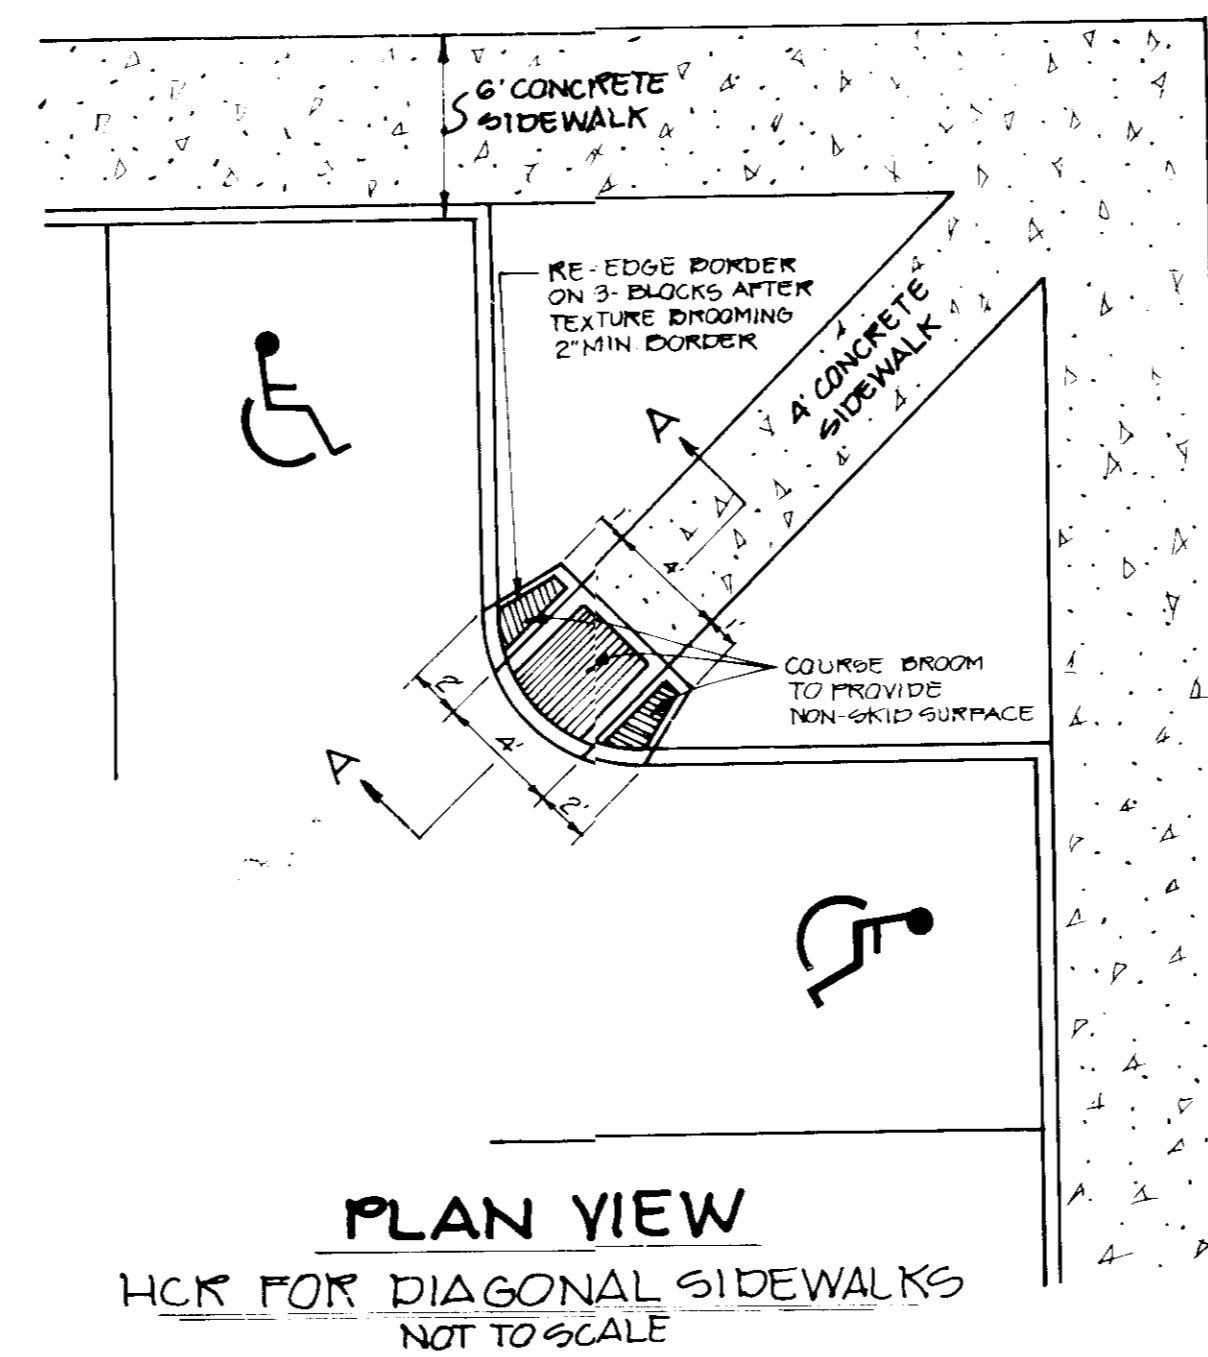 6' CONCRETE
SIDEWALK
RE-EDGE BORDER
ON 3-BLOCKS AFTER
TEXTURE BROOMING
2" MIN. BORDER
4' CONCRETE
SIDEWALK
A
1'
4'
1'
COURSE BROOM
TO PROVIDE
NON-SKID SURFACE
2'
4'
2'
A
PLAN VIEW
HCR FOR DIAGONAL SIDEWALKS
NOT TO SCALE